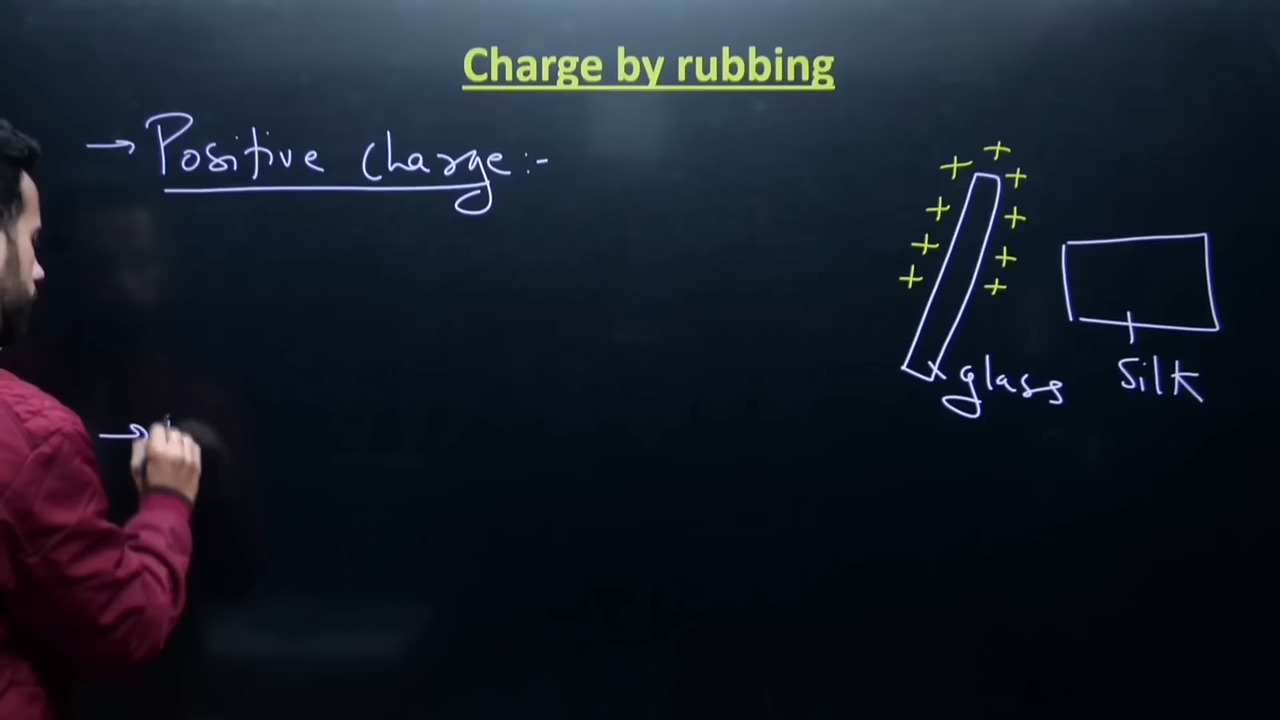 Charge by rubbing
→ Positive charge:-
+ + + + + + + + + +
glass
Silk
→